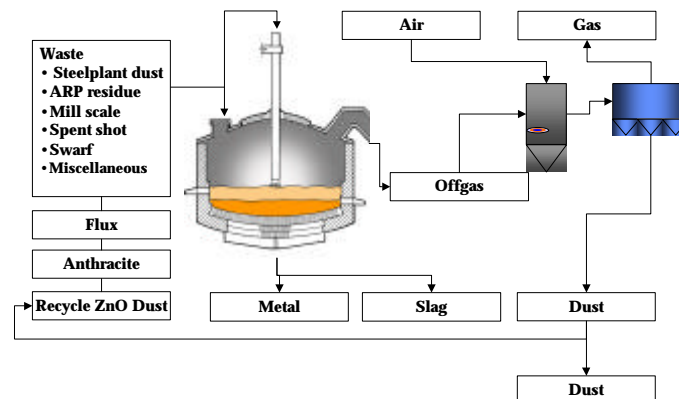 Air
Gas
Waste
• Steelplant dust
• ARP residue
• Mill scale
• Spent shot
• Swarf
• Miscellaneous
Offgas
Flux
Anthracite
Recycle ZnO Dust
Metal
Slag
Dust
Dust